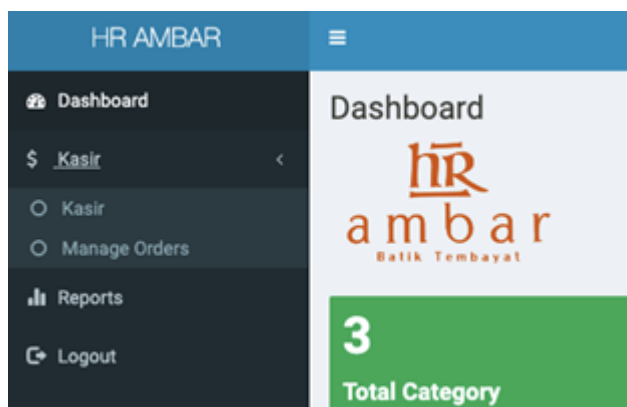 HR AMBAR
Dashboard
$ Kasir
Kasir
Manage Orders
Reports
Logout
Dashboard
hR
ambar
Batik Tembayat
3
Total Category